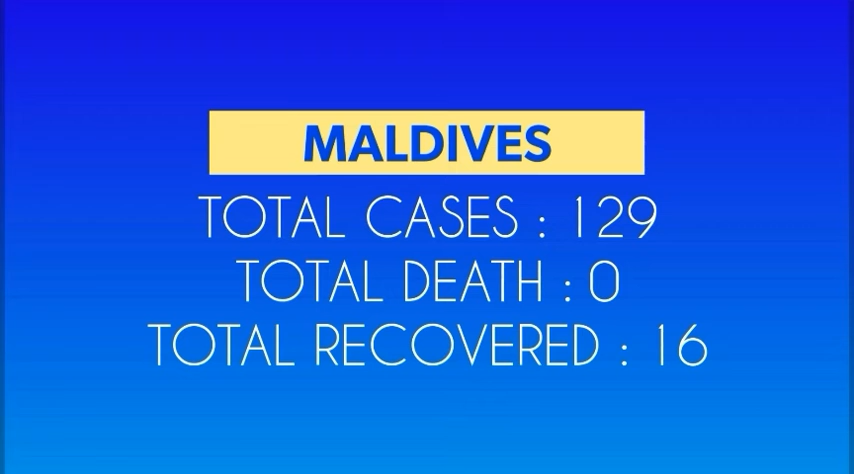 MALDIVES
TOTAL CASES : 129
TOTAL DEATH : 0
TOTAL RECOVERED : 16